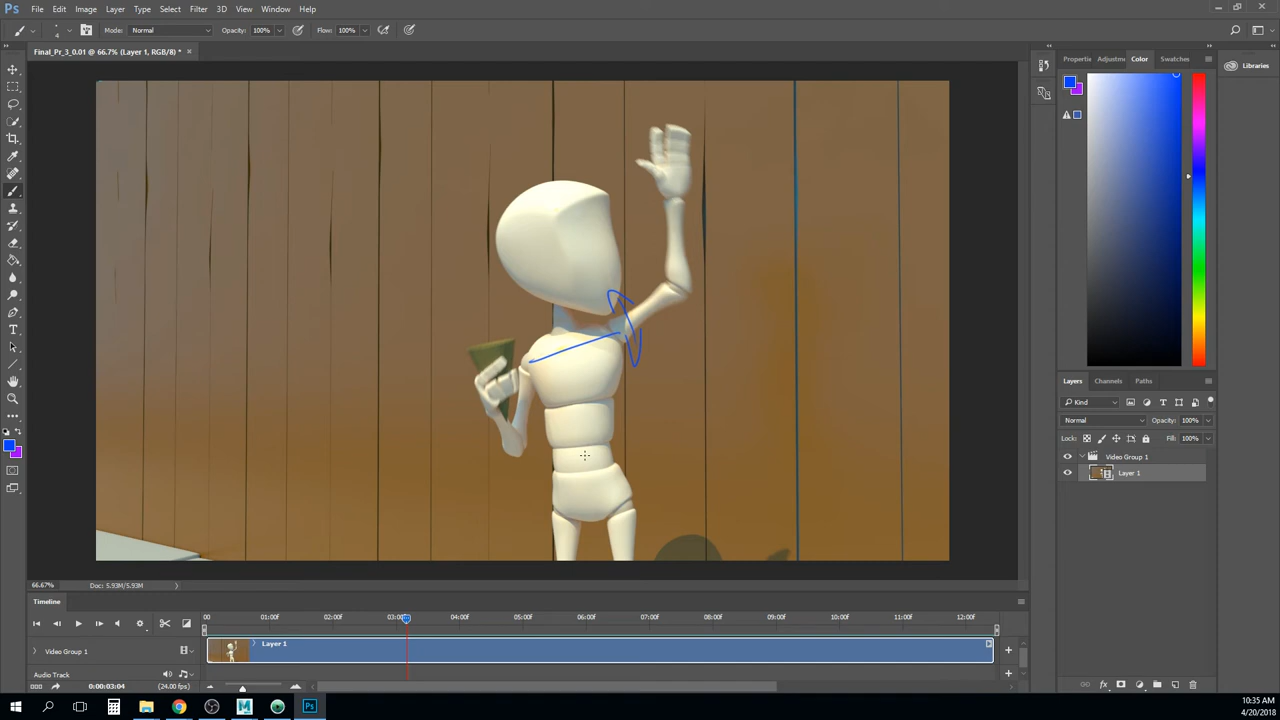 Ps File Edit Image Layer Type Select Filter 3D View Window Help
4 Mode: Normal Opacity: 100% Flow: 100%
Final_Pr_3_0.01 @ 66.7% (Layer 1, RGB/8) * ×
Properti Adjustm Color Swatches
Libraries
Layers Channels Paths
Kind
Normal Opacity: 100%
Lock: Fill: 100%
Video Group 1
Layer 1
66.67% Doc: 5.93M/5.93M
Timeline
00 01:00f 02:00f 03:00f 04:00f 05:00f 06:00f 07:00f 08:00f 09:00f 10:00f 11:00f 12:00f
Layer 1
Video Group 1
Audio Track
0:00:03:04 (24.00 fps)
Ps
10:35 AM
4/20/2018